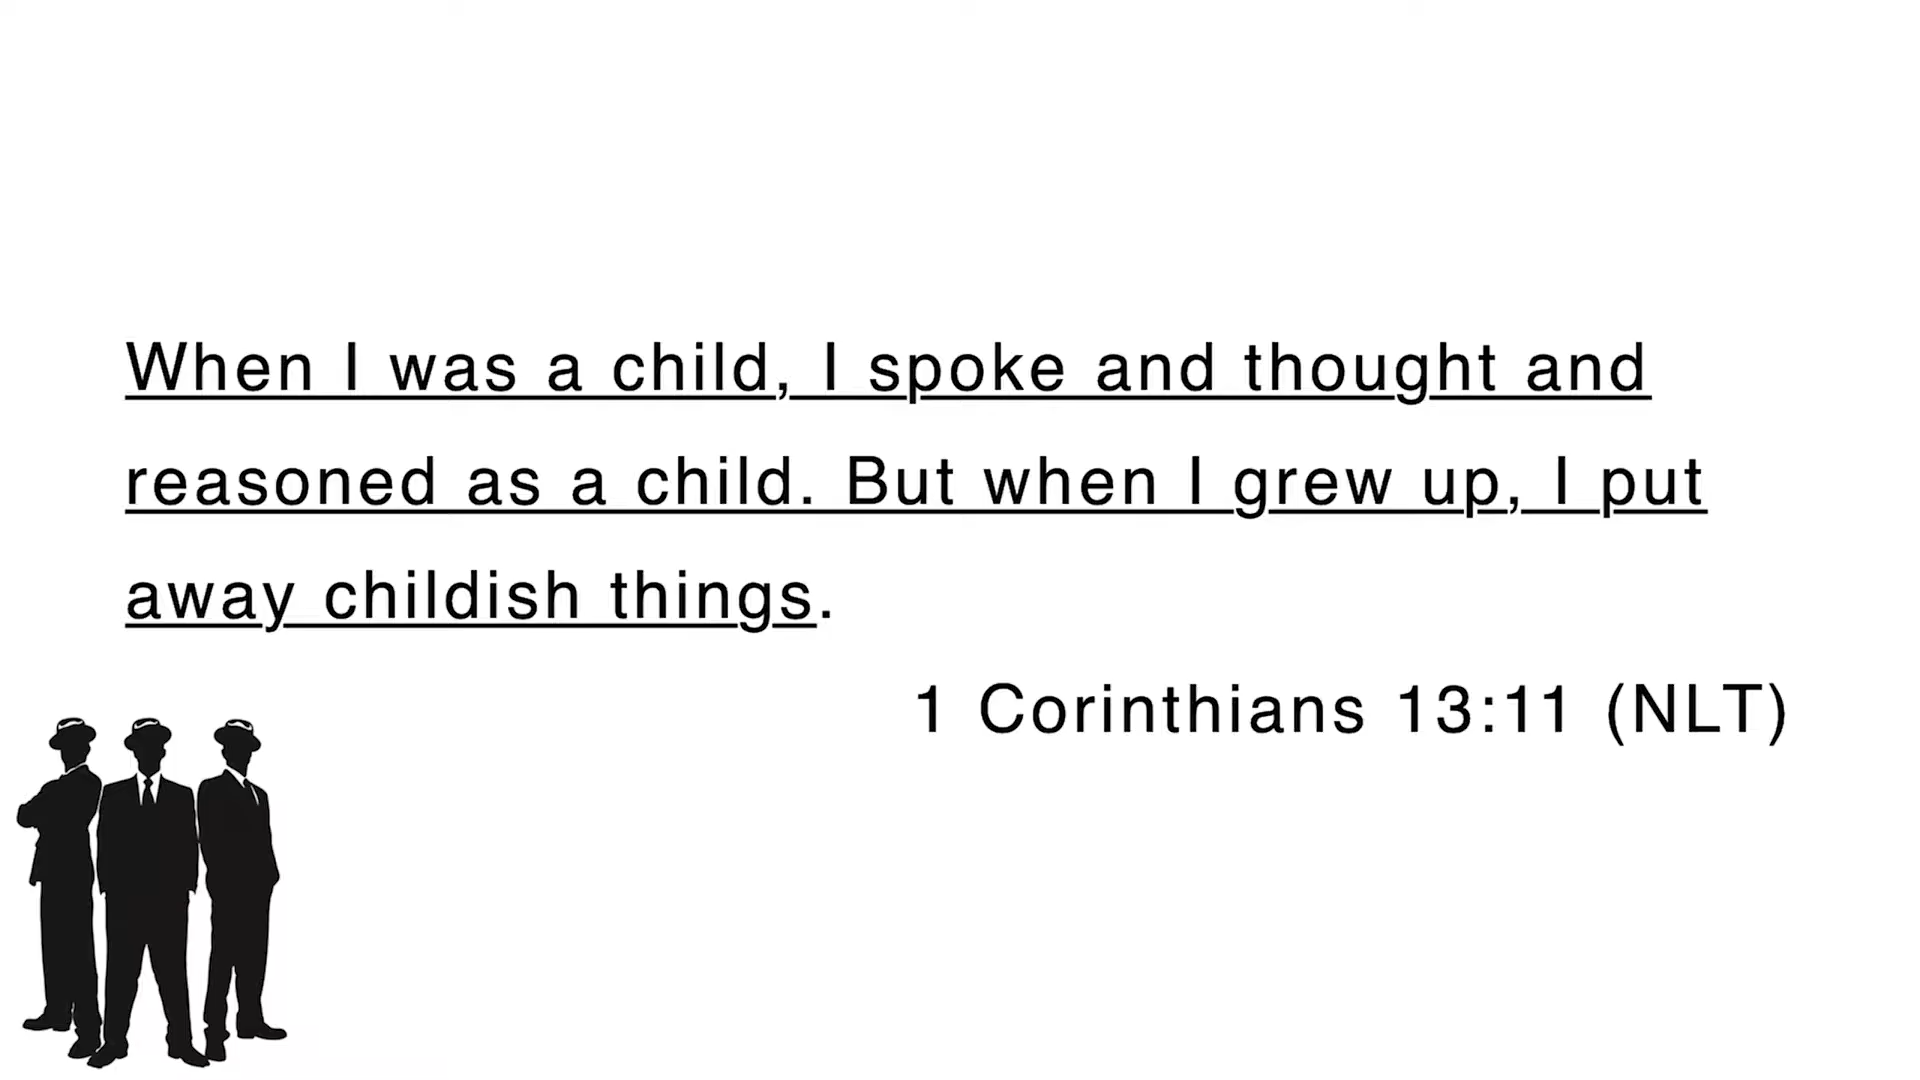 When I was a child, I spoke and thought and
reasoned as a child. But when I grew up, I put
away childish things.
1 Corinthians 13:11 (NLT)